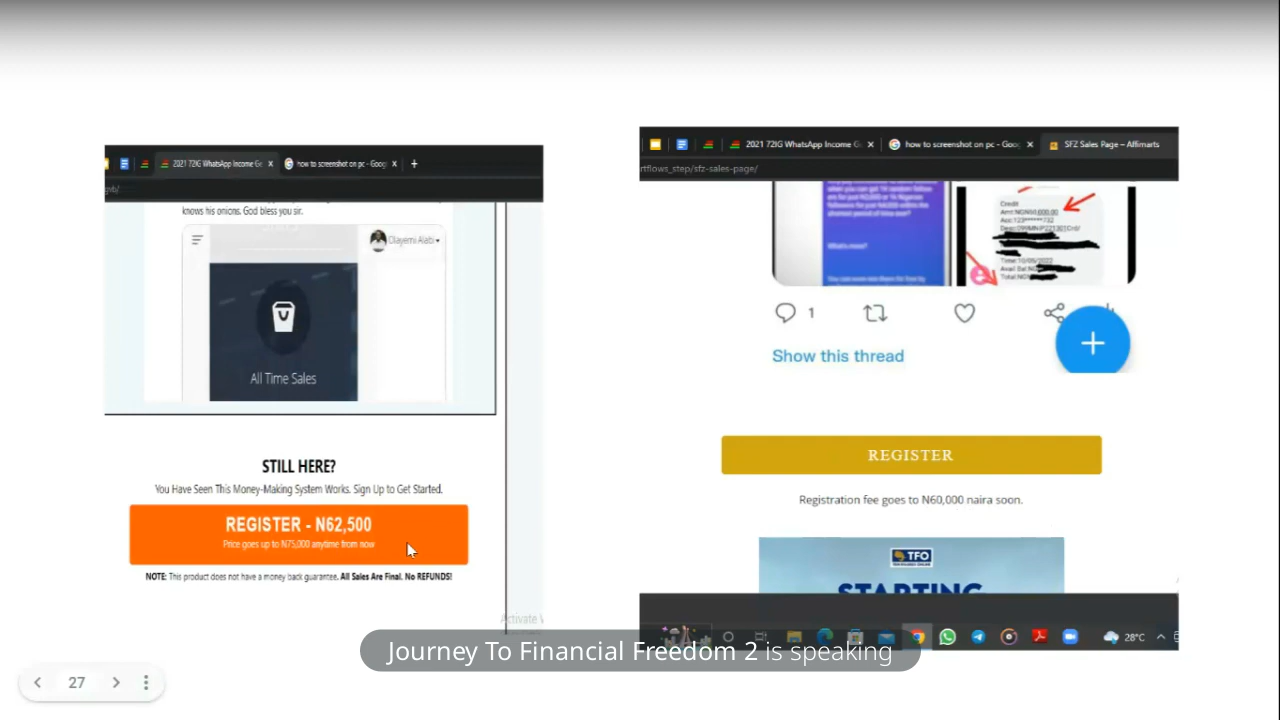 2021 72IG WhatsApp Income G
how to screenshot on pc - Goog
knows his onions. God bless you sir.
Olayemi Alabi
All Time Sales
STILL HERE?
You Have Seen This Money-Making System Works. Sign Up to Get Started.
REGISTER - N62,500
Price goes up to N75,000 anytime from now
NOTE: This product does not have a money back guarantee. All Sales Are Final. No REFUNDS!
2021 72IG WhatsApp Income G
how to screenshot on pc - Goog
SFZ Sales Page – Affimarts
rtflows_step/sfz-sales-page/
What's more?
Credit
1
Show this thread
REGISTER
Registration fee goes to N60,000 naira soon.
TFO
STARTING
28°C
Journey To Financial Freedom 2 is speaking
27